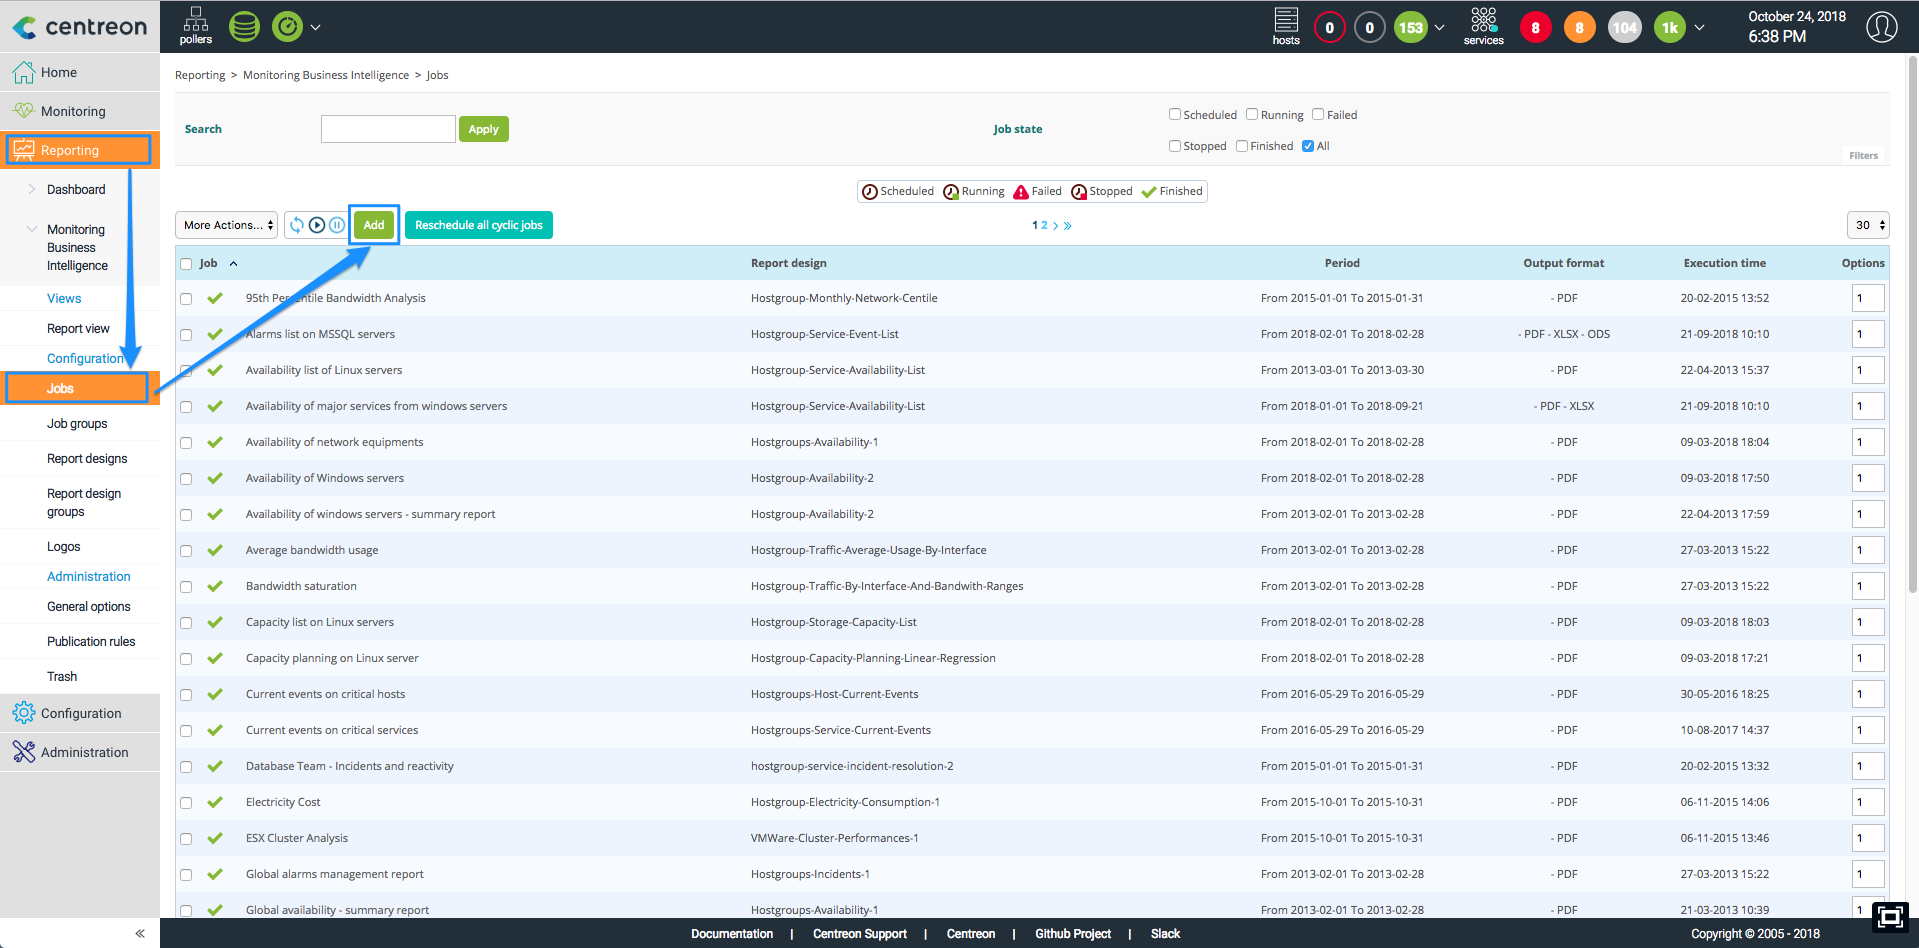 centreon
pollers
hosts
0
0
153
services
8
8
104
1k
October 24, 2018
6:38 PM
Home
Monitoring
Reporting
Dashboard
Monitoring
Business
Intelligence
Views
Report view
Configuration
Jobs
Job groups
Report designs
Report design
groups
Logos
Administration
General options
Publication rules
Trash
Configuration
Administration
«
Reporting > Monitoring Business Intelligence > Jobs
Search
Apply
Job state
Scheduled Running Failed
Stopped Finished All
Filters
Scheduled Running Failed Stopped Finished
More Actions...
Add
Reschedule all cyclic jobs
1 2
30
Job Report design Period Output format Execution time Options
95th Percentile Bandwidth Analysis Hostgroup-Monthly-Network-Centile From 2015-01-01 To 2015-01-31 - PDF 20-02-2015 13:52 1
Alarms list on MSSQL servers Hostgroup-Service-Event-List From 2018-02-01 To 2018-02-28 - PDF - XLSX - ODS 21-09-2018 10:10 1
Availability list of Linux servers Hostgroup-Service-Availability-List From 2013-03-01 To 2013-03-30 - PDF 22-04-2013 15:37 1
Availability of major services from windows servers Hostgroup-Service-Availability-List From 2018-01-01 To 2018-09-21 - PDF - XLSX 21-09-2018 10:10 1
Availability of network equipments Hostgroups-Availability-1 From 2018-02-01 To 2018-02-28 - PDF 09-03-2018 18:04 1
Availability of Windows servers Hostgroup-Availability-2 From 2018-02-01 To 2018-02-28 - PDF 09-03-2018 17:50 1
Availability of windows servers - summary report Hostgroup-Availability-2 From 2013-02-01 To 2013-02-28 - PDF 22-04-2013 17:59 1
Average bandwidth usage Hostgroup-Traffic-Average-Usage-By-Interface From 2013-02-01 To 2013-02-28 - PDF 27-03-2013 15:22 1
Bandwidth saturation Hostgroup-Traffic-By-Interface-And-Bandwith-Ranges From 2013-02-01 To 2013-02-28 - PDF 27-03-2013 15:22 1
Capacity list on Linux servers Hostgroup-Storage-Capacity-List From 2018-02-01 To 2018-02-28 - PDF 09-03-2018 18:03 1
Capacity planning on Linux server Hostgroup-Capacity-Planning-Linear-Regression From 2018-02-01 To 2018-02-28 - PDF 09-03-2018 17:21 1
Current events on critical hosts Hostgroups-Host-Current-Events From 2016-05-29 To 2016-05-29 - PDF 30-05-2016 18:25 1
Current events on critical services Hostgroups-Service-Current-Events From 2016-05-29 To 2016-05-29 - PDF 10-08-2017 14:37 1
Database Team - Incidents and reactivity hostgroup-service-incident-resolution-2 From 2015-01-01 To 2015-01-31 - PDF 20-02-2015 13:32 1
Electricity Cost Hostgroup-Electricity-Consumption-1 From 2015-10-01 To 2015-10-31 - PDF 06-11-2015 14:06 1
ESX Cluster Analysis VMWare-Cluster-Performances-1 From 2015-10-01 To 2015-10-31 - PDF 06-11-2015 13:46 1
Global alarms management report Hostgroups-Incidents-1 From 2013-02-01 To 2013-02-28 - PDF 27-03-2013 15:22 1
Global availability - summary report Hostgroups-Availability-1 From 2013-02-01 To 2013-02-28 - PDF 21-03-2013 10:39 1
Documentation | Centreon Support | Centreon | Github Project | Slack
Copyright © 2005 - 2018